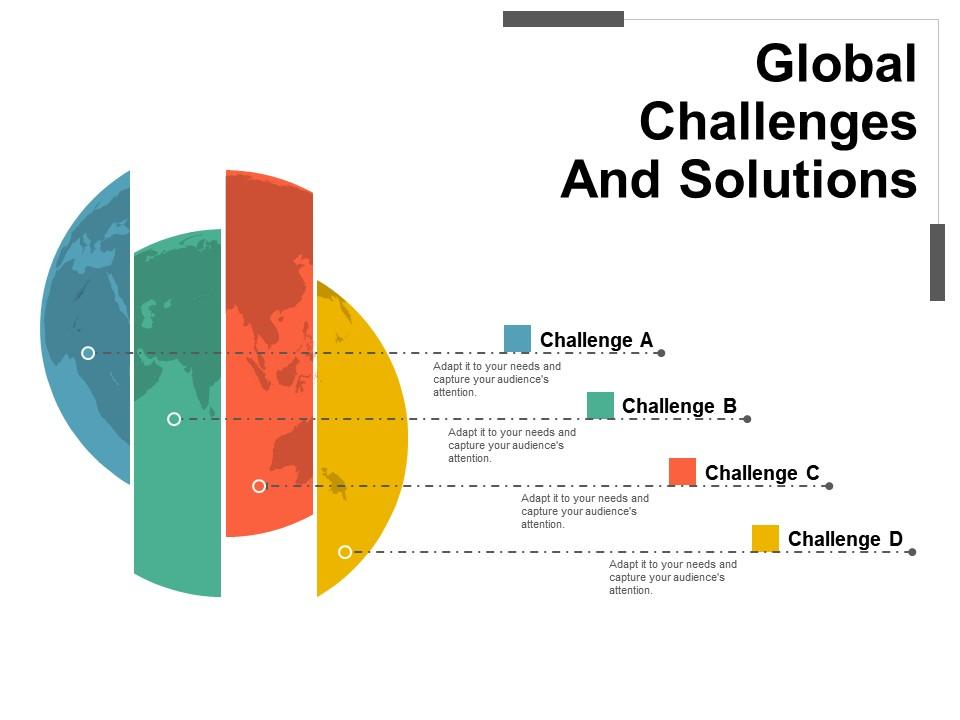 Global
Challenges
And Solutions
Challenge A
Adapt it to your needs and
capture your audience's
attention.
Challenge B
Adapt it to your needs and
capture your audience's
attention.
Challenge C
Adapt it to your needs and
capture your audience's
attention.
Challenge D
Adapt it to your needs and
capture your audience's
attention.